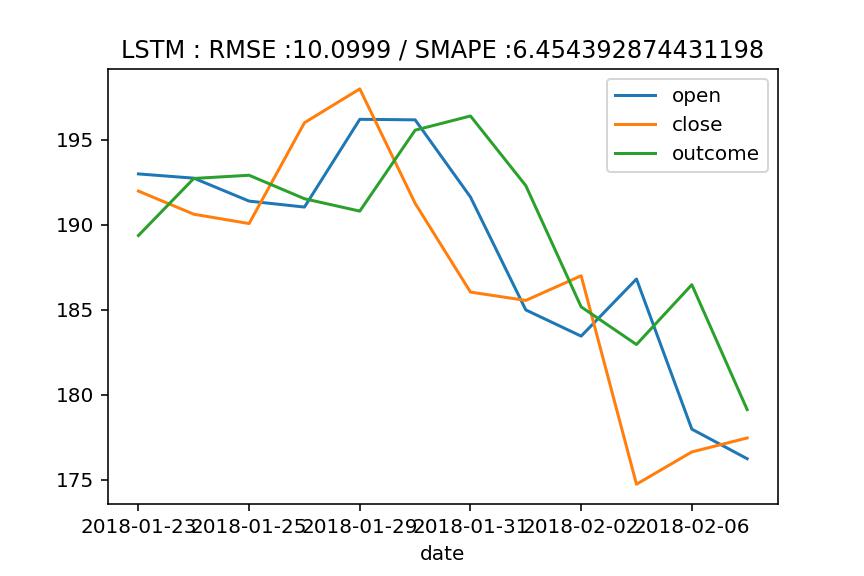 LSTM : RMSE :10.0999 / SMAPE :6.454392874431198
open
close
outcome
195
190
185
180
175
2018-01-23 2018-01-25 2018-01-29 2018-01-31 2018-02-02 2018-02-06
date